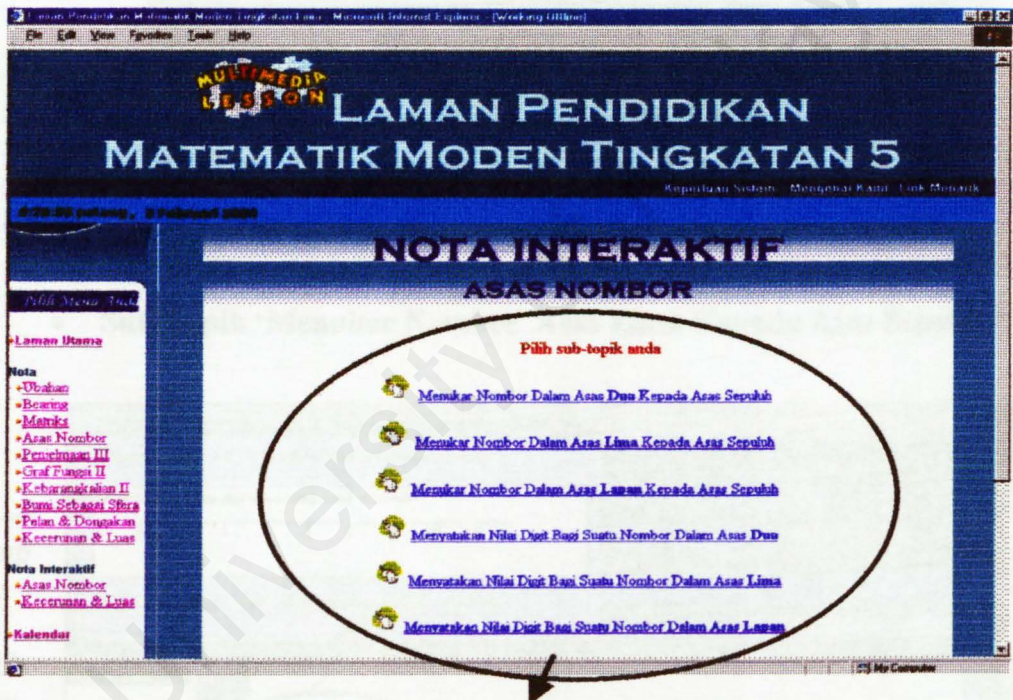 Laman Pendidikan Matematik Moden Tingkatan Lima - Microsoft Internet Explorer - [Working Offline]
File Edit View Favorites Tools Help
MULTIMEDIA
LESSON
LAMAN PENDIDIKAN
MATEMATIK MODEN TINGKATAN 5
Keperluan Sistem Mengenai Kami Link Menarik
petang, Februari
NOTA INTERAKTIF
ASAS NOMBOR
Pilih Menu Anda
Laman Utama
Nota
Ubahan
Bearing
Matriks
Asas Nombor
Penjelmaan III
Graf Fungsi II
Kebarangkalian II
Bumi Sebagai Sfera
Pelan & Dongakan
Kecerunan & Luas
Nota Interaktif
Asas Nombor
Kecerunan & Luas
Kalendar
Pilih sub-topik anda
Menukar Nombor Dalam Asas Dua Kepada Asas Sepuluh
Menukar Nombor Dalam Asas Lima Kepada Asas Sepuluh
Menukar Nombor Dalam Asas Lapan Kepada Asas Sepuluh
Menyatakan Nilai Digit Bagi Suatu Nombor Dalam Asas Dua
Menyatakan Nilai Digit Bagi Suatu Nombor Dalam Asas Lima
Menyatakan Nilai Digit Bagi Suatu Nombor Dalam Asas Lapan
My Computer
University